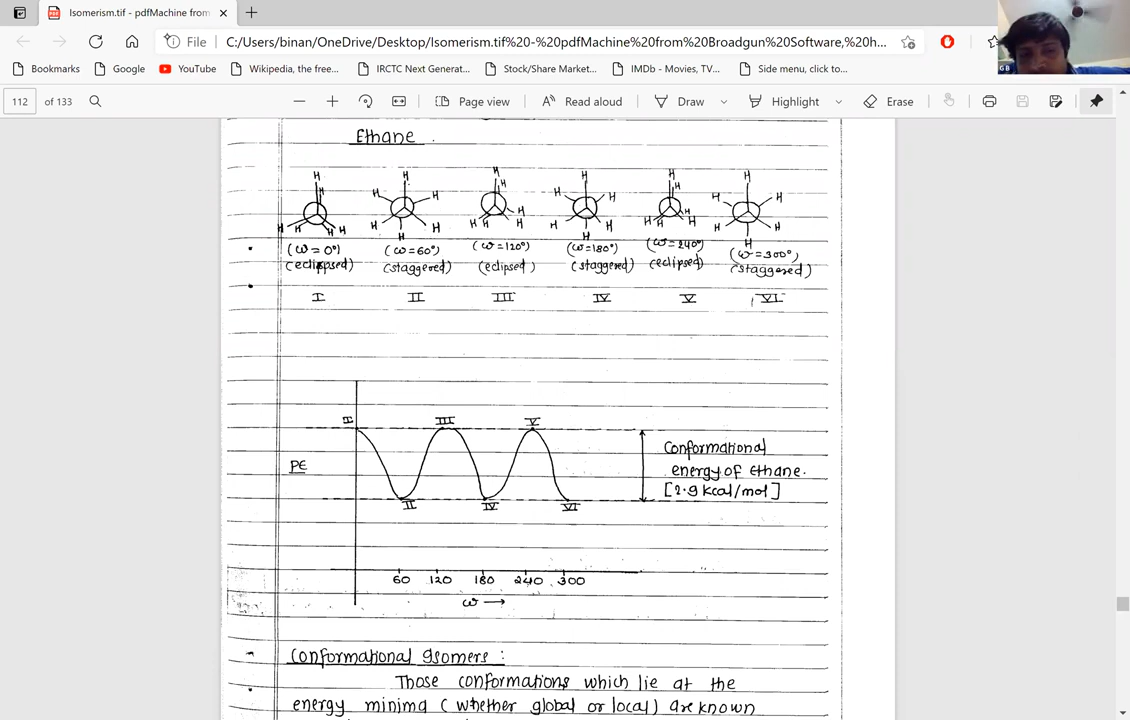 Isomerism.tif - pdfMachine from
File C:/Users/binan/OneDrive/Desktop/Isomerism.tif%20-%20pdfMachine%20from%20Broadgun%20Software,%20h...
Bookmarks Google YouTube Wikipedia, the free... IRCTC Next Generat... Stock/Share Market... IMDb - Movies, TV... Side menu, click to...
112 of 133 Page view Read aloud Draw Highlight Erase
G B
Ethane
H H H H H H
H H H H H H H H H
H H H H H H H H H H H H H H H
H H H
(ω = 0°) (ω = 60°) (ω = 120°) (ω = 180°) (ω = 240°) (ω = 300°)
(eclipsed) (staggered) (eclipsed) (staggered) (eclipsed) (staggered)
I II III IV V VI
I III V
PE
Conformational
energy of Ethane.
[2.9 kcal/mol]
II IV VI
60 120 180 240 300
ω →
Conformational Isomers :
Those conformations which lie at the
energy minima (whether global or local) are known